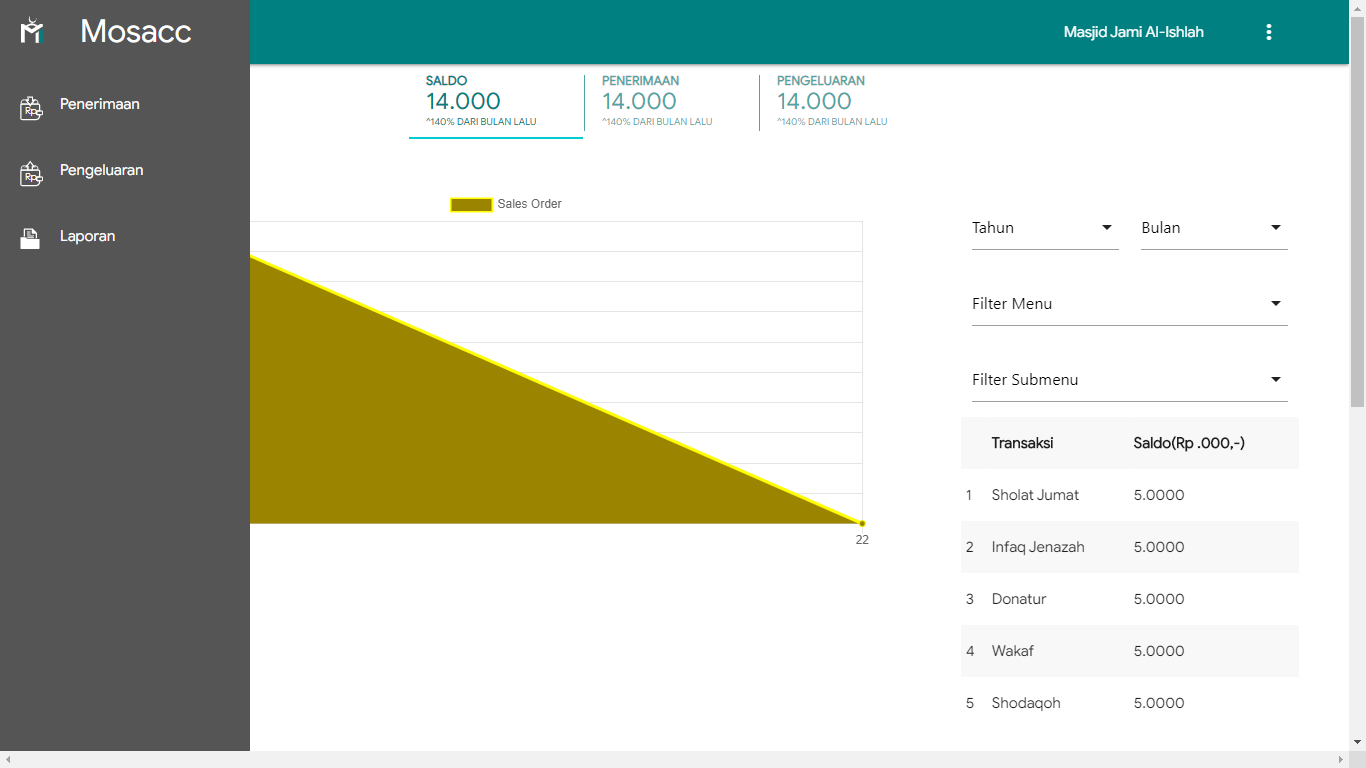 Mosacc
Masjid Jami Al-Ishlah
Penerimaan
Pengeluaran
Laporan
SALDO
14.000
^140% DARI BULAN LALU
PENERIMAAN
14.000
^140% DARI BULAN LALU
PENGELUARAN
14.000
^140% DARI BULAN LALU
Sales Order
22
Tahun
Bulan
Filter Menu
Filter Submenu
Transaksi Saldo(Rp .000,-)
1 Sholat Jumat 5.0000
2 Infaq Jenazah 5.0000
3 Donatur 5.0000
4 Wakaf 5.0000
5 Shodaqoh 5.0000